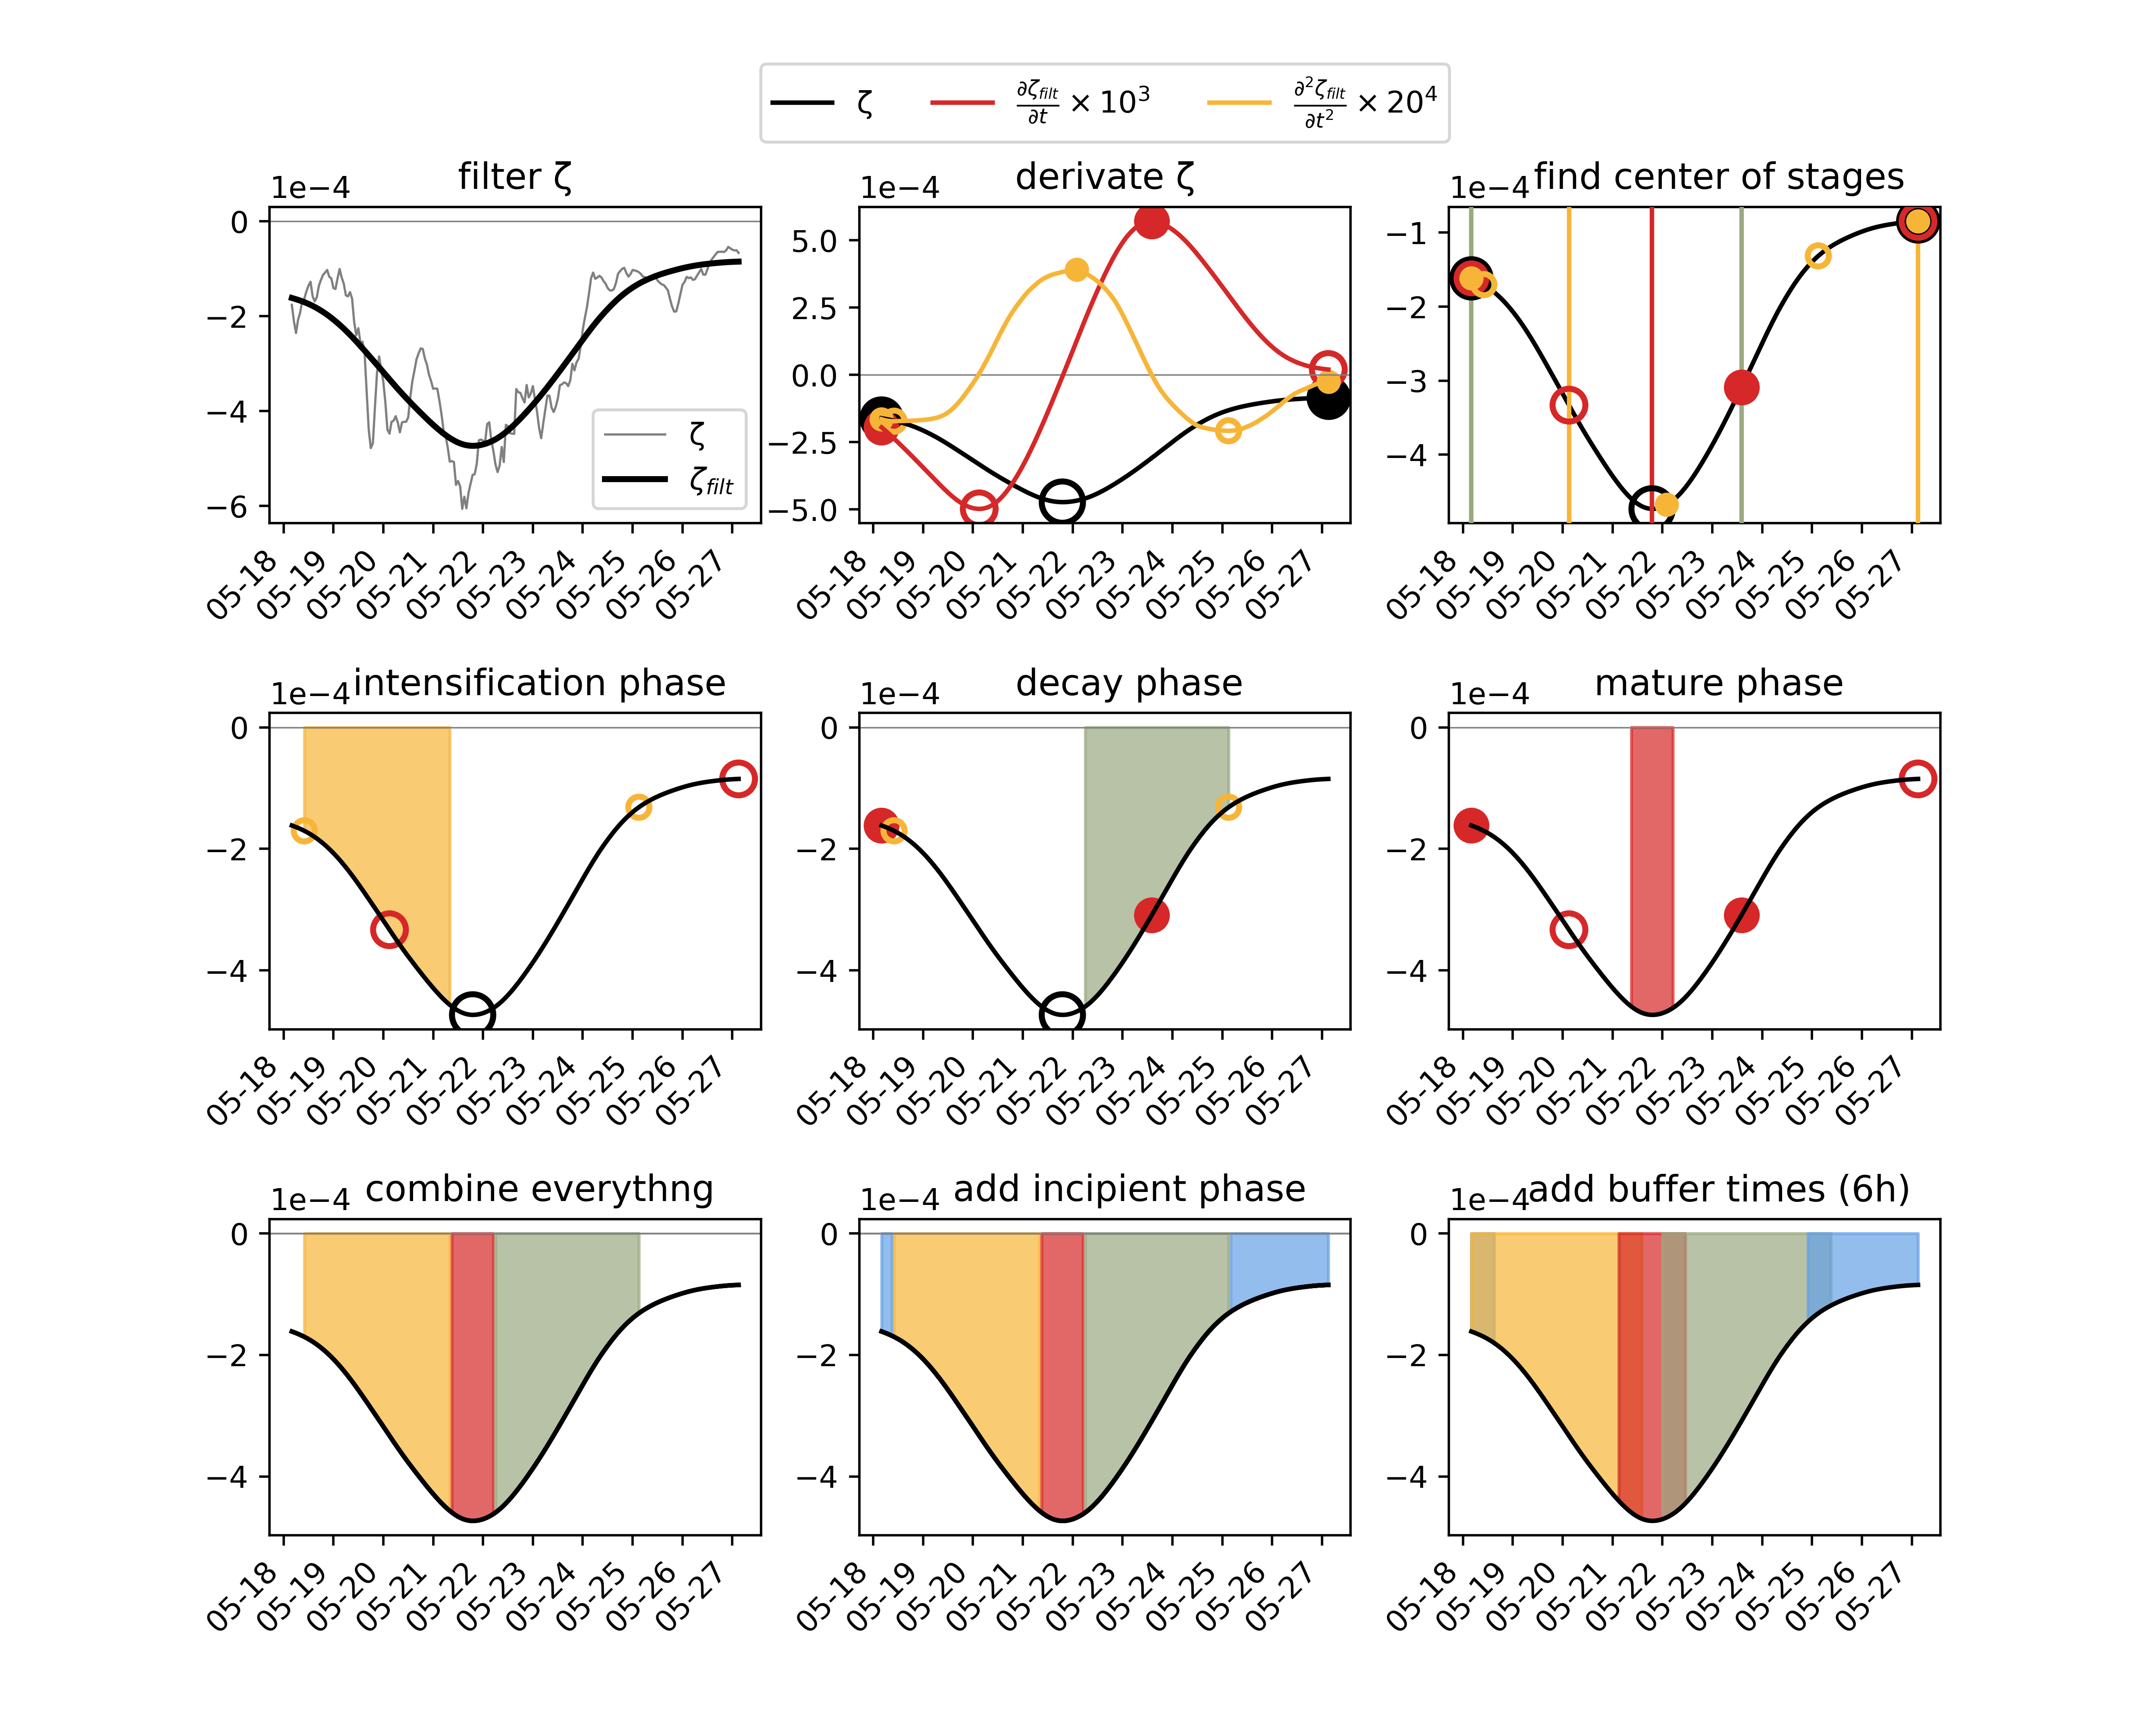 ζ ∂ζ_filt/∂t × 10³ ∂²ζ_filt/∂t² × 20⁴
filter ζ
1e−4
0
−2
−4
−6
ζ
ζ_filt
05-18 05-19 05-20 05-21 05-22 05-23 05-24 05-25 05-26 05-27
derivate ζ
1e−4
5.0
2.5
0.0
−2.5
−5.0
05-18 05-19 05-20 05-21 05-22 05-23 05-24 05-25 05-26 05-27
find center of stages
1e−4
−1
−2
−3
−4
05-18 05-19 05-20 05-21 05-22 05-23 05-24 05-25 05-26 05-27
intensification phase
1e−4
0
−2
−4
05-18 05-19 05-20 05-21 05-22 05-23 05-24 05-25 05-26 05-27
decay phase
1e−4
0
−2
−4
05-18 05-19 05-20 05-21 05-22 05-23 05-24 05-25 05-26 05-27
mature phase
1e−4
0
−2
−4
05-18 05-19 05-20 05-21 05-22 05-23 05-24 05-25 05-26 05-27
combine everythng
1e−4
0
−2
−4
05-18 05-19 05-20 05-21 05-22 05-23 05-24 05-25 05-26 05-27
add incipient phase
1e−4
0
−2
−4
05-18 05-19 05-20 05-21 05-22 05-23 05-24 05-25 05-26 05-27
add buffer times (6h)
1e−4
0
−2
−4
05-18 05-19 05-20 05-21 05-22 05-23 05-24 05-25 05-26 05-27